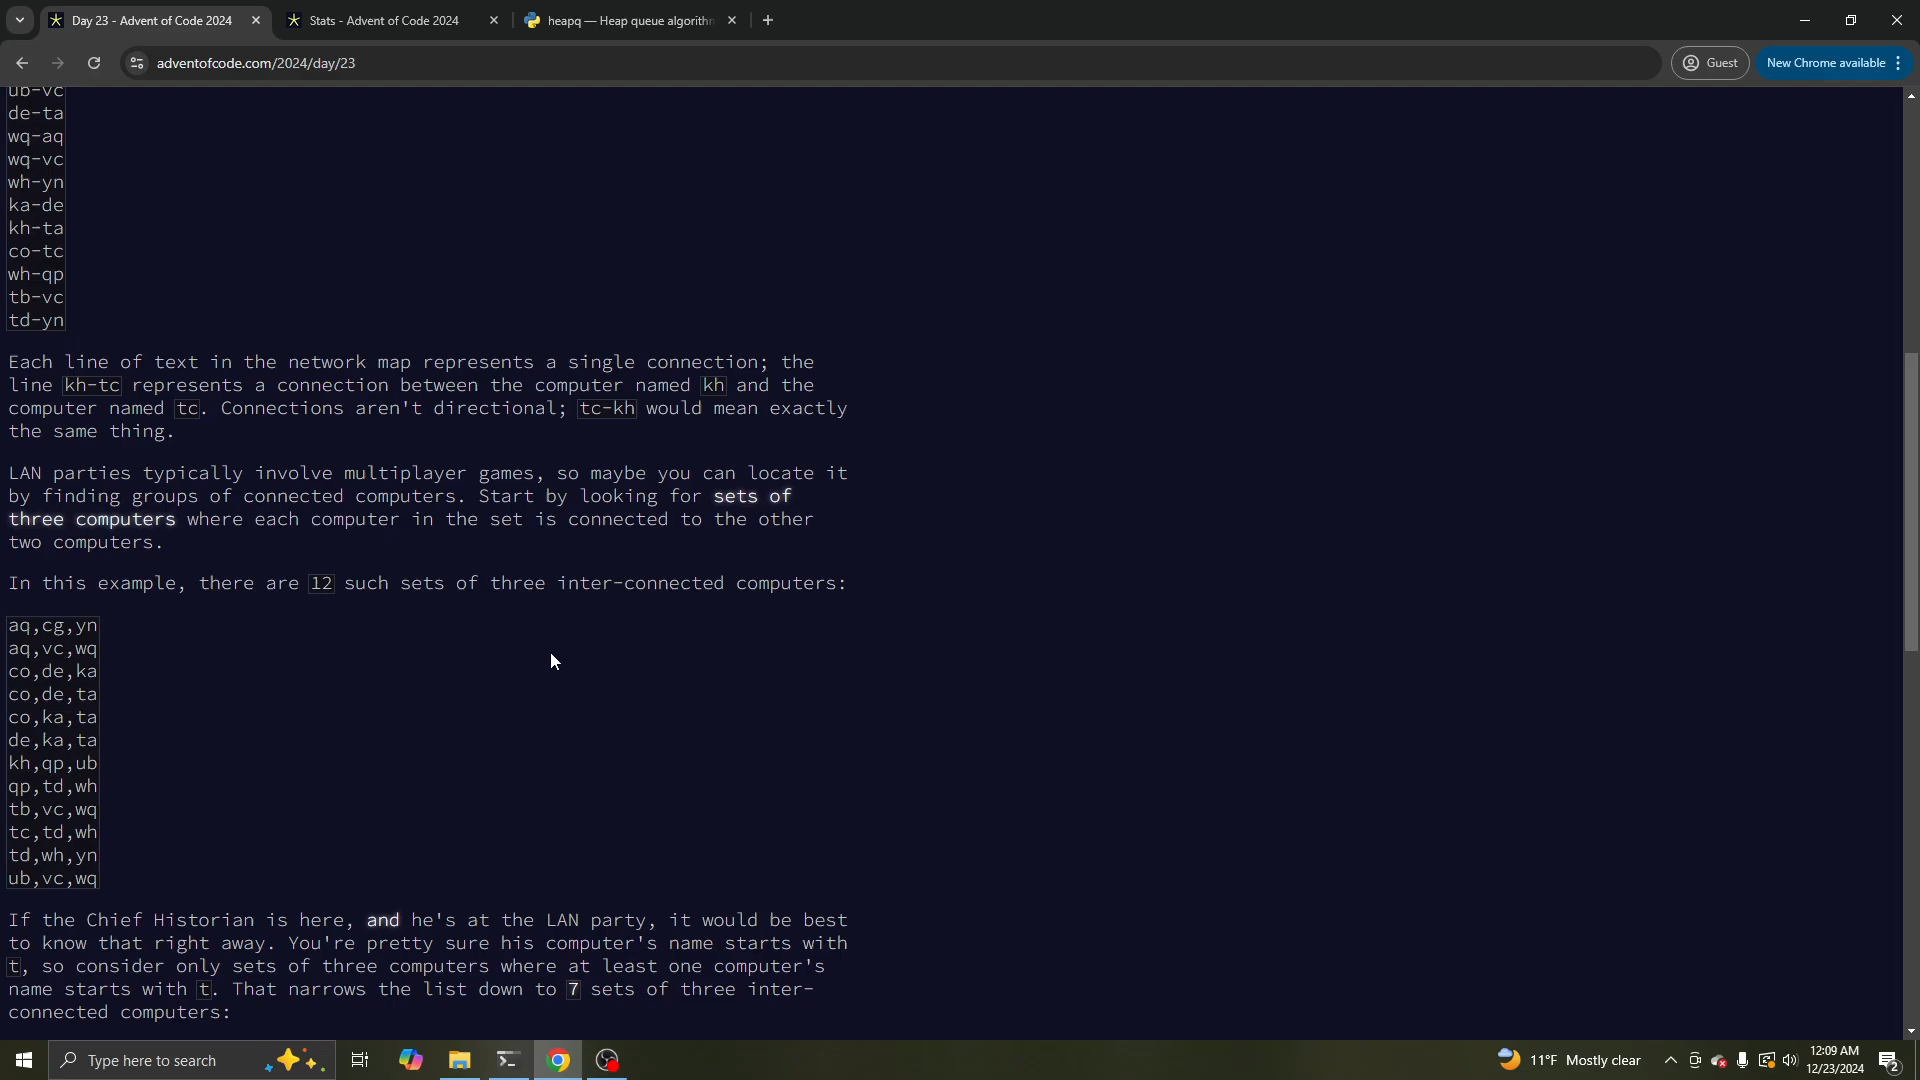 Day 23 - Advent of Code 2024
Stats - Advent of Code 2024
heapq — Heap queue algorithm
adventofcode.com/2024/day/23
Guest
New Chrome available
ub-vc
de-ta
wq-aq
wq-vc
wh-yn
ka-de
kh-ta
co-tc
wh-qp
tb-vc
td-yn
Each line of text in the network map represents a single connection; the
line kh-tc represents a connection between the computer named kh and the
computer named tc. Connections aren't directional; tc-kh would mean exactly
the same thing.
LAN parties typically involve multiplayer games, so maybe you can locate it
by finding groups of connected computers. Start by looking for sets of
three computers where each computer in the set is connected to the other
two computers.
In this example, there are 12 such sets of three inter-connected computers:
aq,cg,yn
aq,vc,wq
co,de,ka
co,de,ta
co,ka,ta
de,ka,ta
kh,qp,ub
qp,td,wh
tb,vc,wq
tc,td,wh
td,wh,yn
ub,vc,wq
If the Chief Historian is here, and he's at the LAN party, it would be best
to know that right away. You're pretty sure his computer's name starts with
t, so consider only sets of three computers where at least one computer's
name starts with t. That narrows the list down to 7 sets of three inter-
connected computers:
Type here to search
11°F Mostly clear
12:09 AM
12/23/2024
2